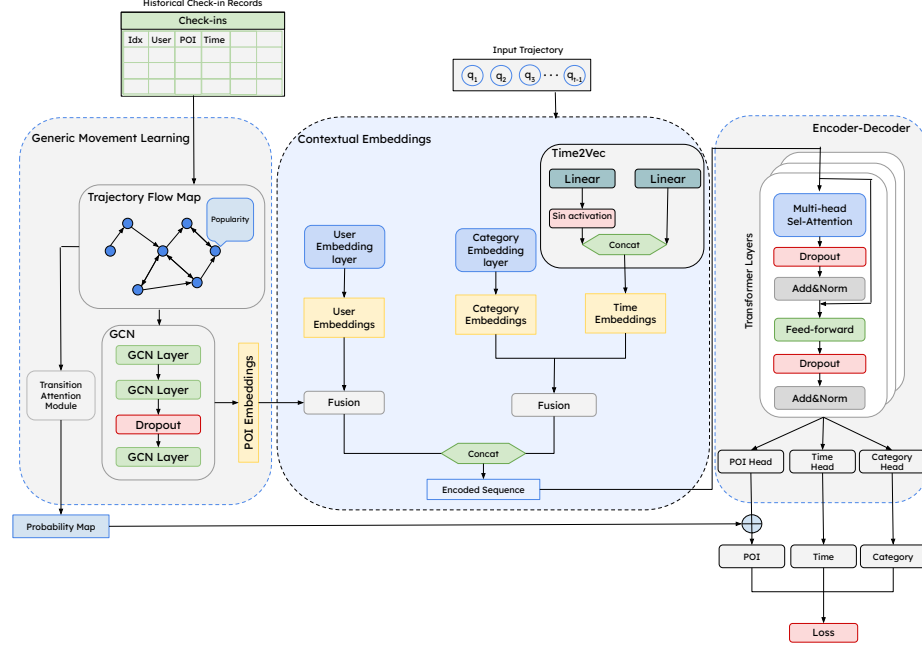 Historical Check-in Records
Check-ins
Idx User POI Time
Input Trajectory
q1 q2 q3 ··· qt-1
Generic Movement Learning
Trajectory Flow Map
Popularity
GCN
GCN Layer
GCN Layer
Dropout
GCN Layer
Transition
Attention
Module
POI Embeddings
Probability Map
Contextual Embeddings
Time2Vec
Linear
Linear
Sin activation
Concat
User
Embedding
layer
Category
Embedding
layer
User
Embeddings
Category
Embeddings
Time
Embeddings
Fusion
Fusion
Concat
Encoded Sequence
Encoder-Decoder
Transformer Layers
Multi-head
Sel-Attention
Dropout
Add&Norm
Feed-forward
Dropout
Add&Norm
POI Head
Time
Head
Category
Head
POI
Time
Category
Loss